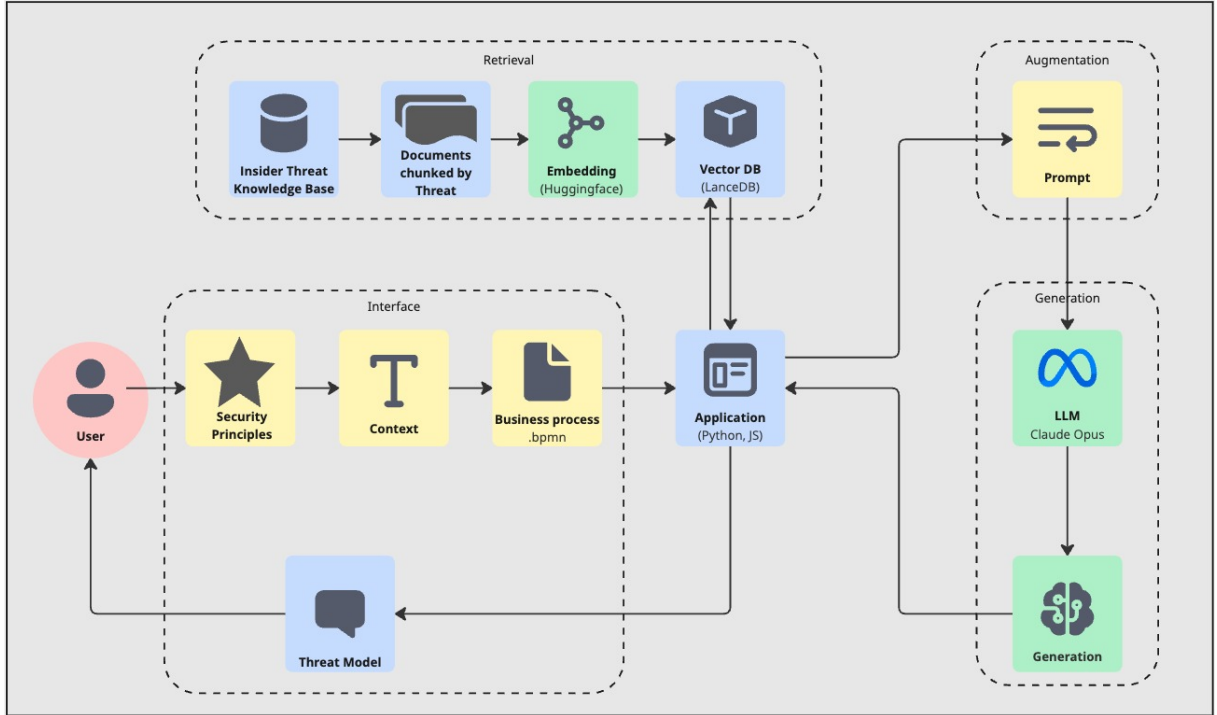 Retrieval
Insider Threat
Knowledge Base
Documents
chunked by
Threat
Embedding
(Huggingface)
Vector DB
(LanceDB)
Augmentation
Prompt
Interface
User
Security
Principles
Context
Business process
.bpmn
Application
(Python, JS)
Generation
LLM
Claude Opus
Generation
Threat Model